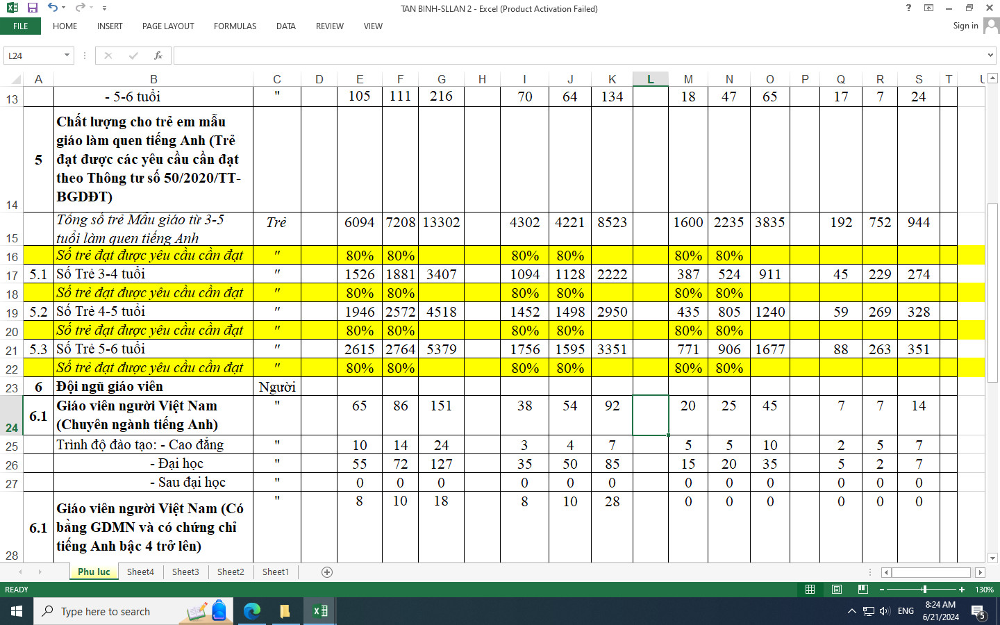 TAN BINH-SLLAN 2 - Excel (Product Activation Failed)
FILE HOME INSERT PAGE LAYOUT FORMULAS DATA REVIEW VIEW Sign in
L24 fx
A B C D E F G H I J K L M N O P Q R S T U
13 - 5-6 tuổi " 105 111 216 70 64 134 18 47 65 17 7 24
Chất lượng cho trẻ em mẫu
giáo làm quen tiếng Anh (Trẻ
5 đạt được các yêu cầu cần đạt
theo Thông tư số 50/2020/TT-
BGDĐT)
14
Tổng số trẻ Mẫu giáo từ 3-5 Trẻ 6094 7208 13302 4302 4221 8523 1600 2235 3835 192 752 944
15 tuổi làm quen tiếng Anh
16 Số trẻ đạt được yêu cầu cần đạt " 80% 80% 80% 80% 80% 80%
17 5.1 Số Trẻ 3-4 tuổi " 1526 1881 3407 1094 1128 2222 387 524 911 45 229 274
18 Số trẻ đạt được yêu cầu cần đạt " 80% 80% 80% 80% 80% 80%
19 5.2 Số Trẻ 4-5 tuổi " 1946 2572 4518 1452 1498 2950 435 805 1240 59 269 328
20 Số trẻ đạt được yêu cầu cần đạt " 80% 80% 80% 80% 80% 80%
21 5.3 Số Trẻ 5-6 tuổi " 2615 2764 5379 1756 1595 3351 771 906 1677 88 263 351
22 Số trẻ đạt được yêu cầu cần đạt " 80% 80% 80% 80% 80% 80%
23 6 Đội ngũ giáo viên Người
Giáo viên người Việt Nam " 65 86 151 38 54 92 20 25 45 7 7 14
24 6.1 (Chuyên ngành tiếng Anh)
25 Trình độ đào tạo: - Cao đẳng " 10 14 24 3 4 7 5 5 10 2 5 7
26 - Đại học " 55 72 127 35 50 85 15 20 35 5 2 7
27 - Sau đại học " 0 0 0 0 0 0 0 0 0 0 0 0
Giáo viên người Việt Nam (Có " 8 10 18 8 10 28 0 0 0 0 0 0
6.1 bằng GDMN và có chứng chỉ
28 tiếng Anh bậc 4 trở lên)
Phu luc Sheet4 Sheet3 Sheet2 Sheet1
READY 130%
Type here to search ENG 8:24 AM
6/21/2024 5